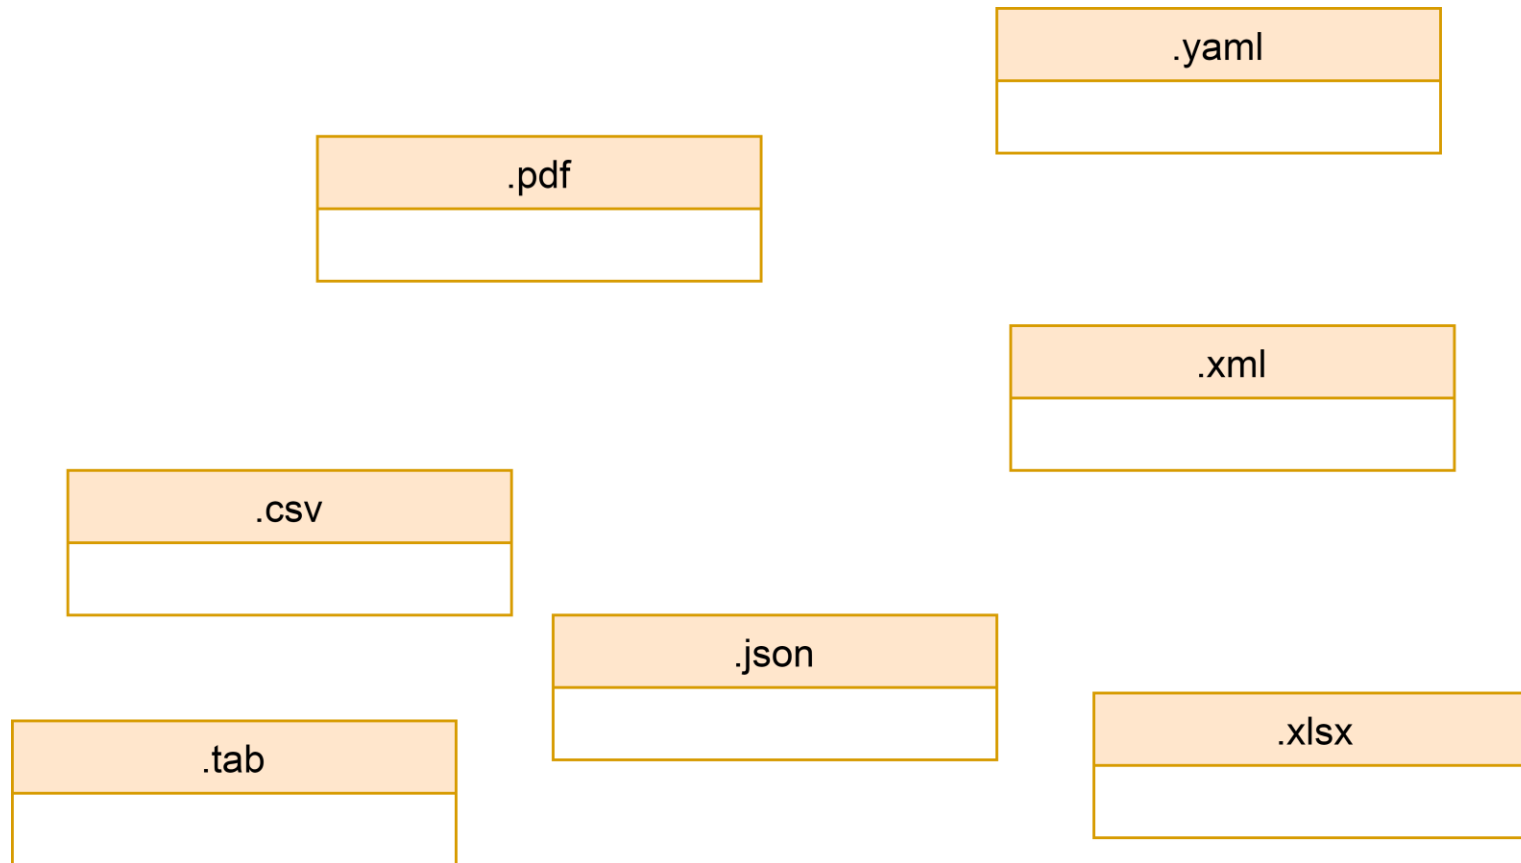 .yaml
.pdf
.xml
.csv
.json
.xlsx
.tab